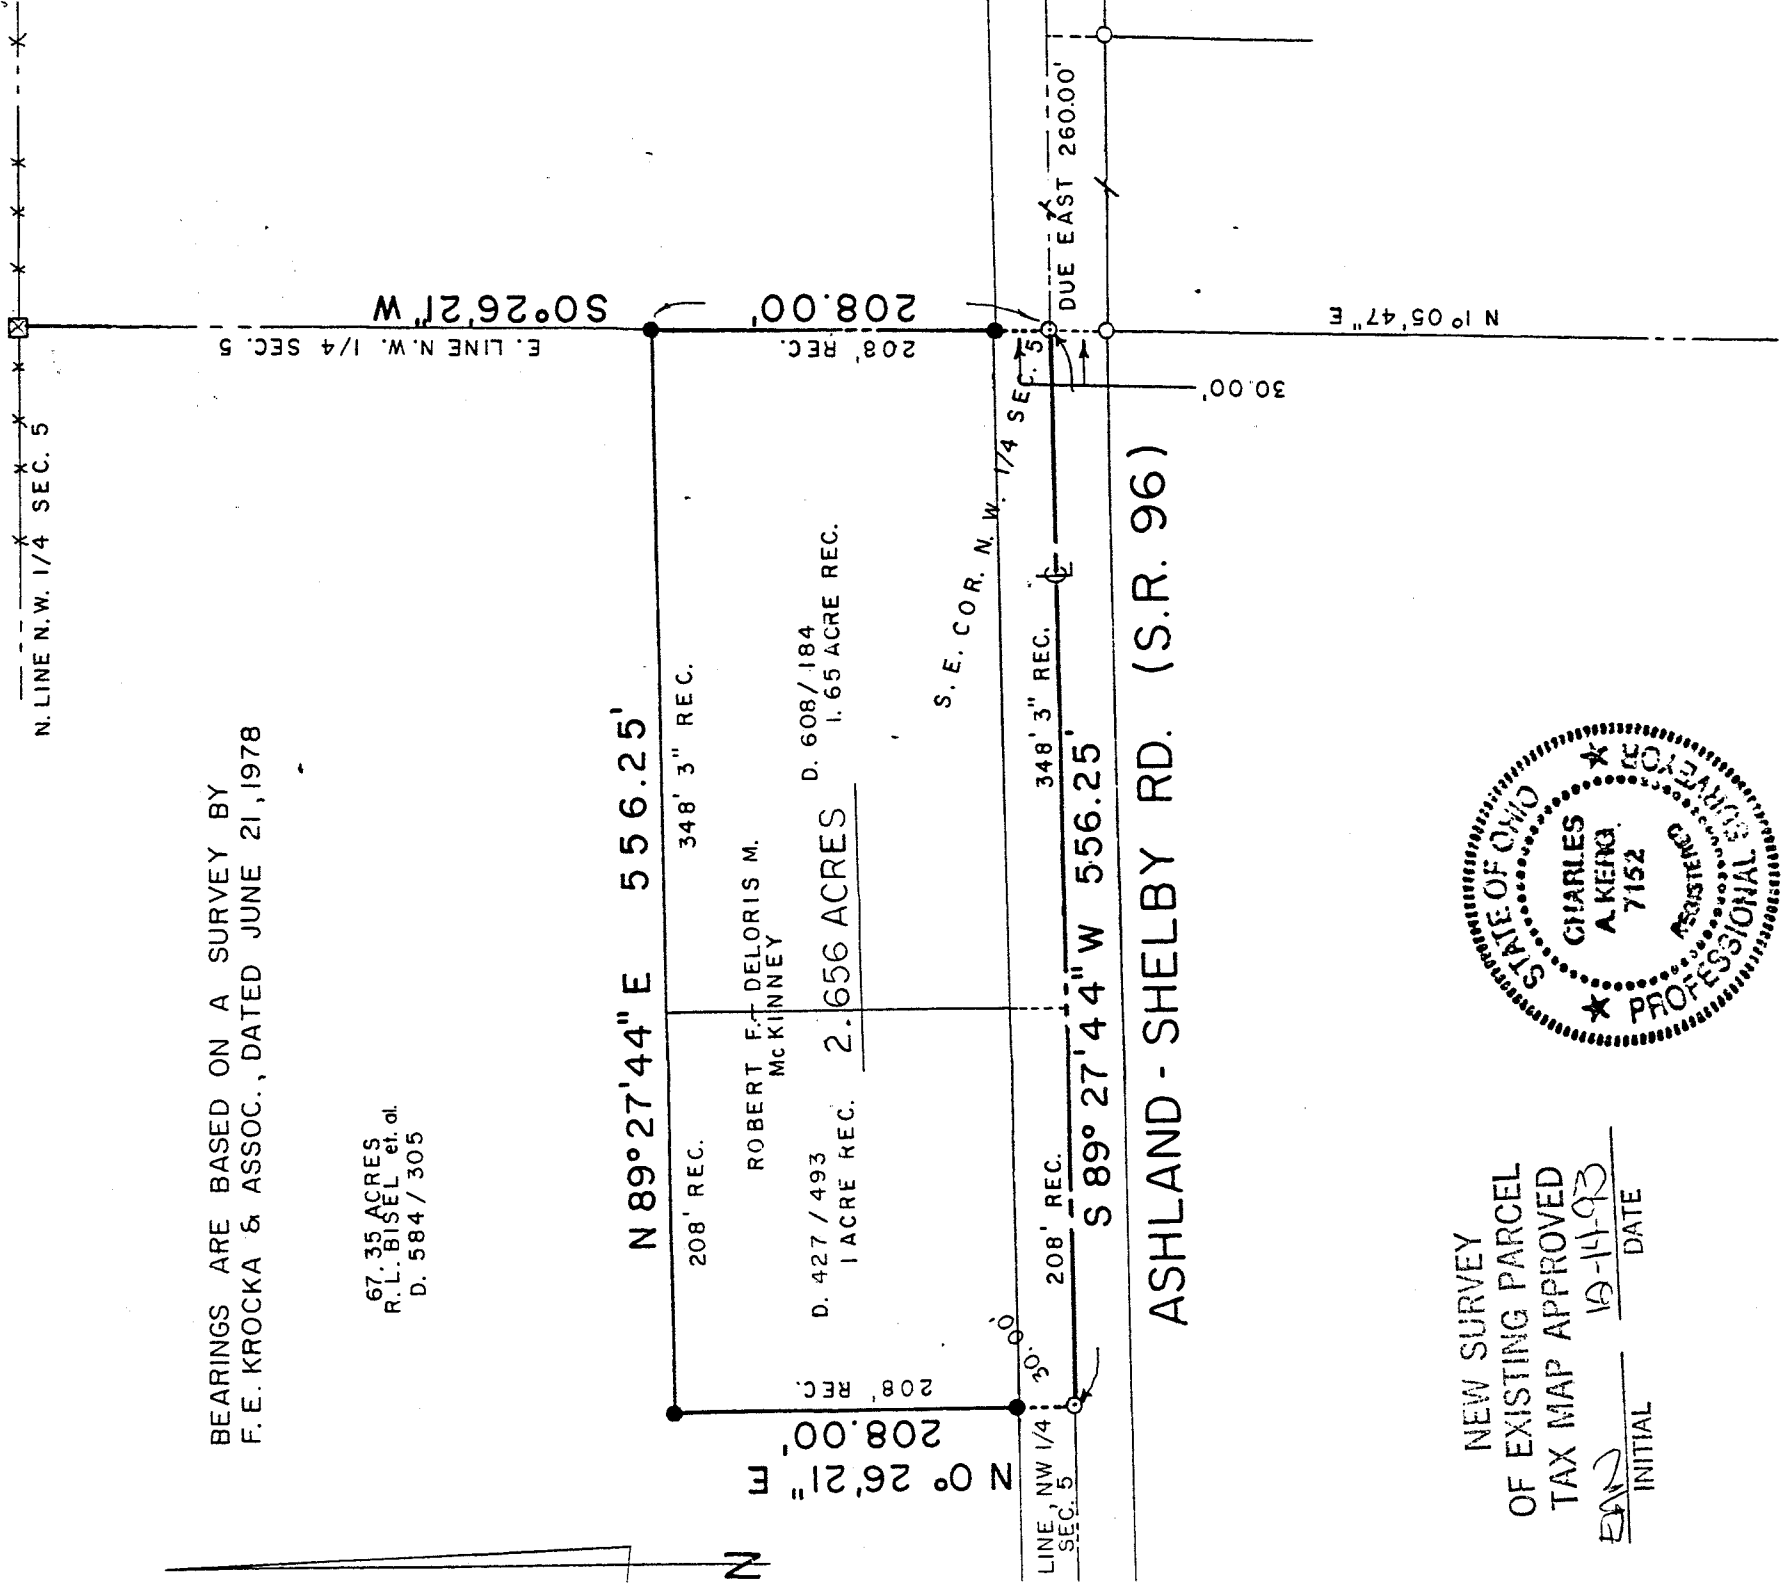 N. LINE N.W. 1/4 SEC. 5
BEARINGS ARE BASED ON A SURVEY BY
F. E. KROCKA & ASSOC., DATED JUNE 21, 1978
67.35 ACRES
R. L. BISEL et. al.
D. 584 / 305
S 0° 26' 21" W
E. LINE N.W. 1/4 SEC. 5
208.00'
208' REC.
N 89° 27' 44" E 556.25'
208' REC.
348' 3" REC.
ROBERT F. - DELORIS M.
McKINNEY
D. 427 / 493
1 ACRE REC.
2.656 ACRES
D. 608 / 184
1.65 ACRE REC.
S. E. COR. N. W. 1/4 SEC. 5
N 0° 26' 21" E
208.00'
208' REC.
30.00'
LINE, NW 1/4
SEC. 5
208' REC.
348' 3" REC.
S 89° 27' 44" W 556.25'
DUE EAST 260.00'
30.00'
N 1° 05' 47" E
ASHLAND - SHELBY RD. (S.R. 96)
N
STATE OF OHIO
CHARLES
A. KERG
7152
REGISTERED
PROFESSIONAL SURVEYOR
NEW SURVEY
OF EXISTING PARCEL
TAX MAP APPROVED
12-14-93
INITIAL DATE